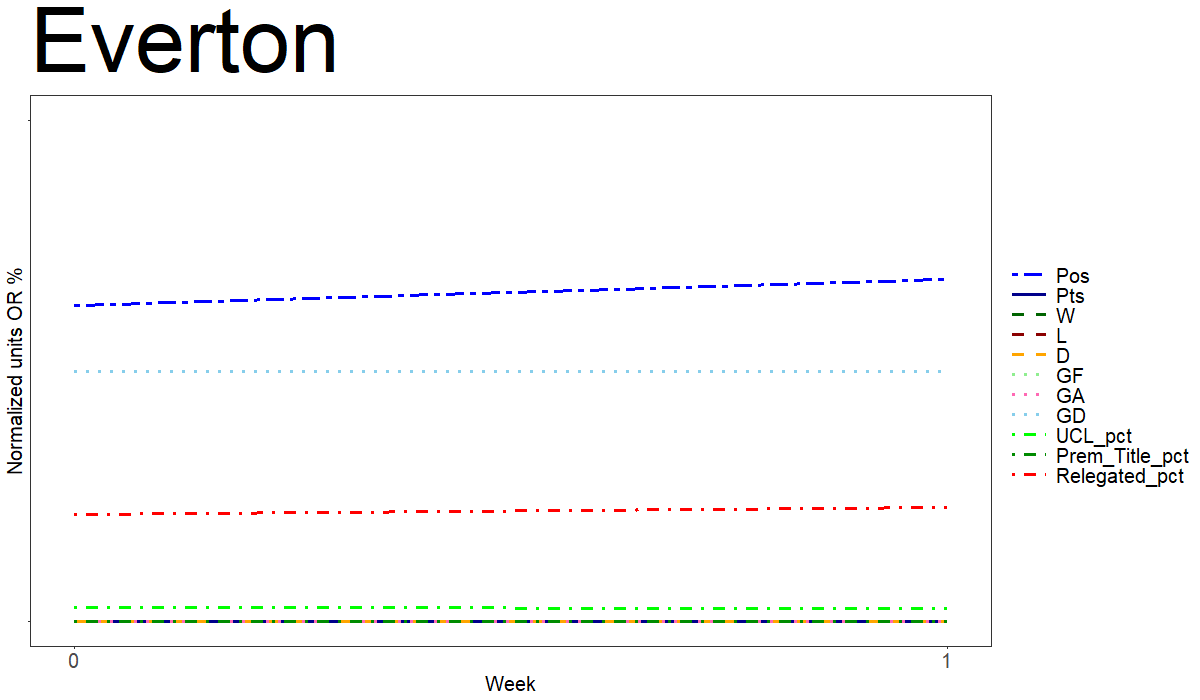 Everton
Normalized units OR %
0
1
Week
Pos
Pts
W
L
D
GF
GA
GD
UCL_pct
Prem_Title_pct
Relegated_pct